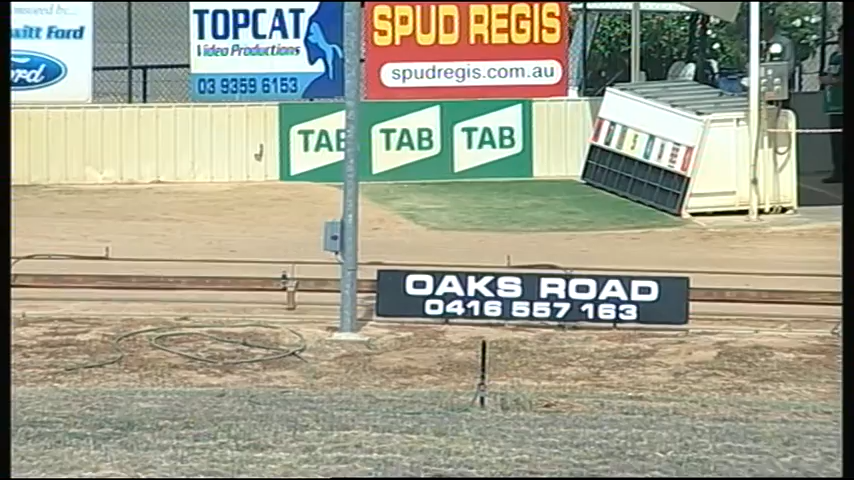 WITT Ford
Ford
TOPCAT
Video Productions
03 9359 6153
SPUD REGIS
spudregis.com.au
TAB
TAB
TAB
OAKS ROAD
0416 557 163